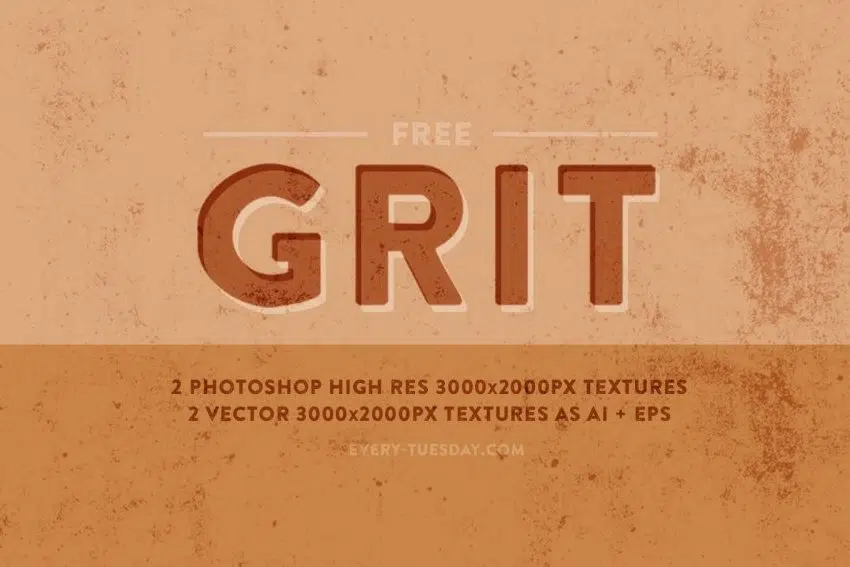 FREE
GRIT
2 PHOTOSHOP HIGH RES 3000x2000PX TEXTURES
2 VECTOR 3000x2000PX TEXTURES AS AI + EPS
EVERY-TUESDAY.COM